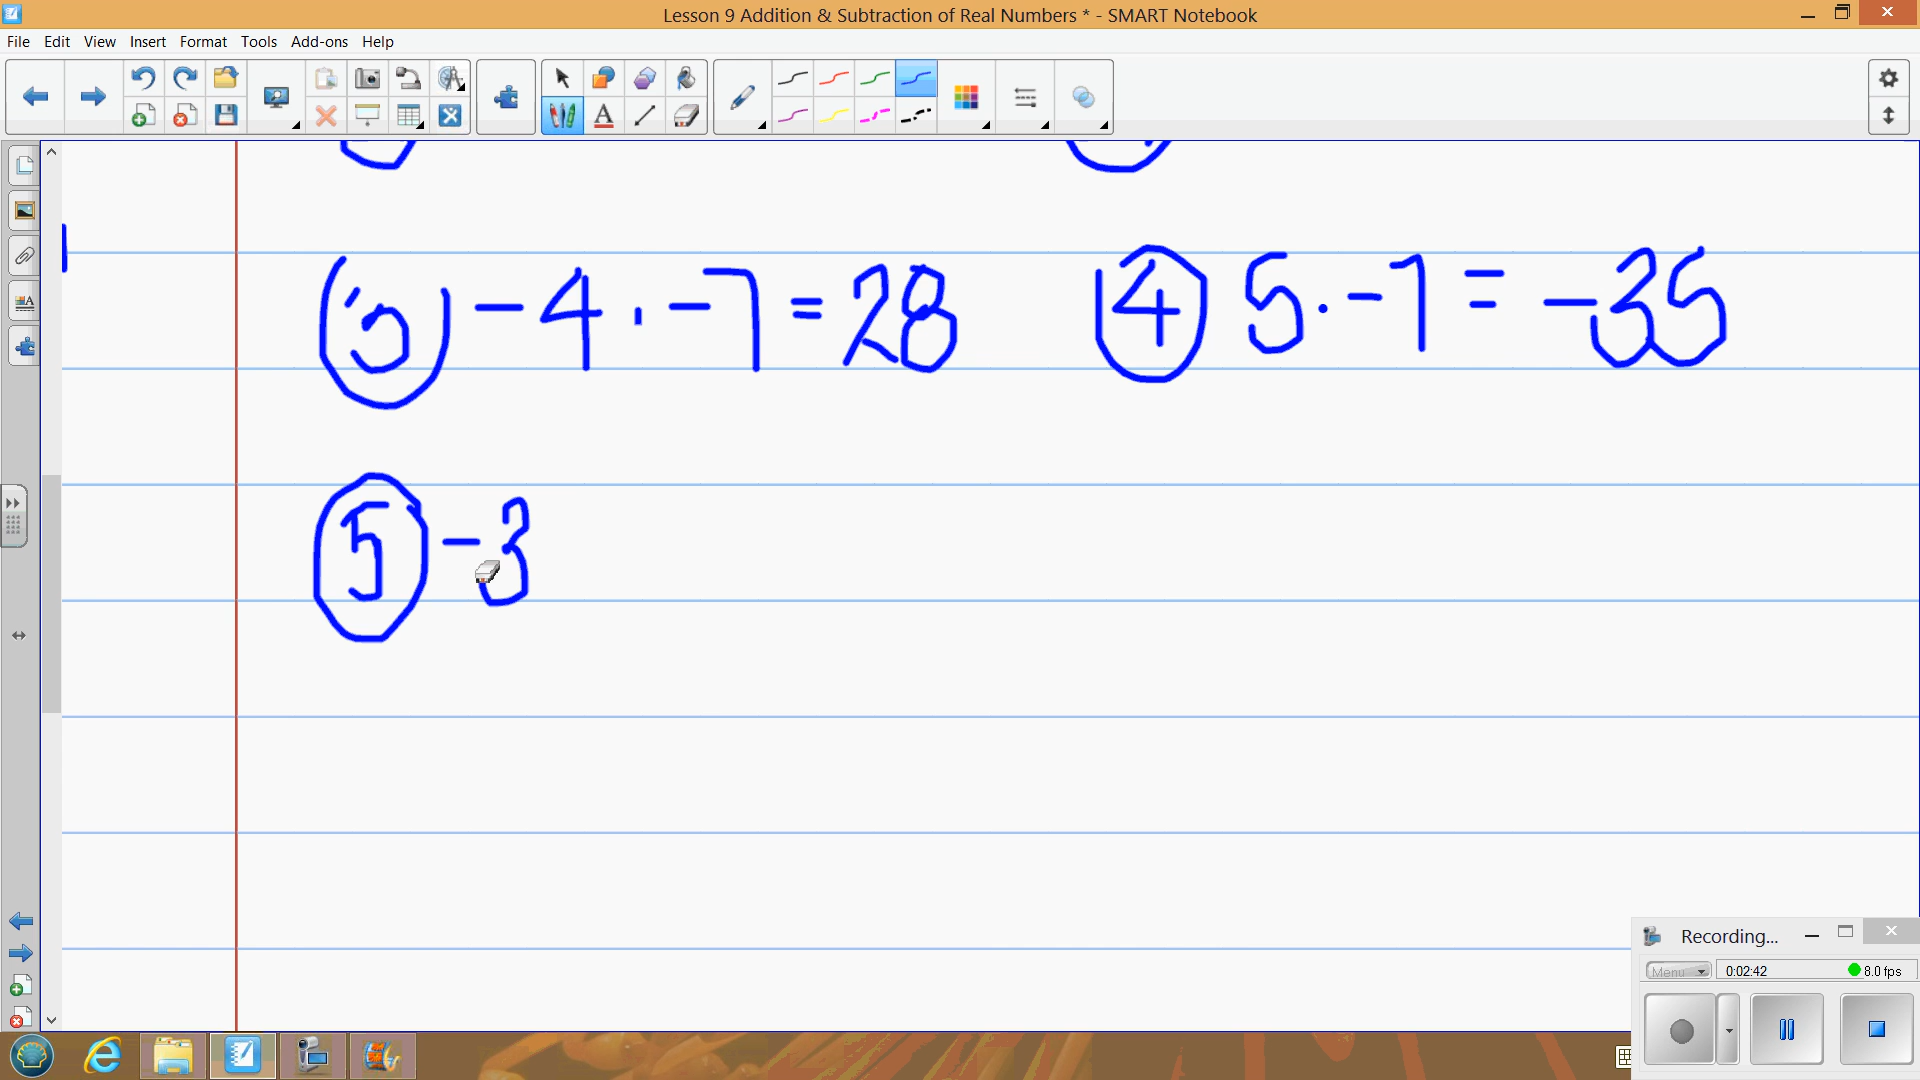 Lesson 9 Addition & Subtraction of Real Numbers * - SMART Notebook
File Edit View Insert Format Tools Add-ons Help
③ -4 · -7 = 28
④ 5 · -7 = -35
⑤ -3
Recording...
Menu 0:02:42 8.0 fps